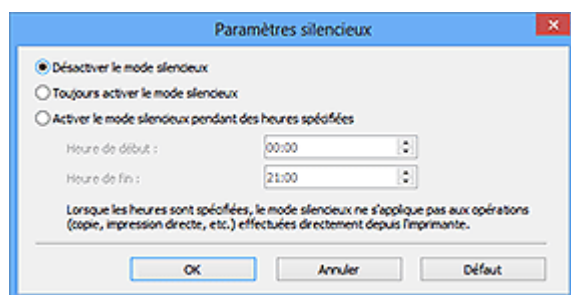 Paramètres silencieux
Désactiver le mode silencieux
Toujours activer le mode silencieux
Activer le mode silencieux pendant des heures spécifiées
Heure de début : 00:00
Heure de fin : 21:00
Lorsque les heures sont spécifiées, le mode silencieux ne s'applique pas aux opérations
(copie, impression directe, etc.) effectuées directement depuis l'imprimante.
OK Annuler Défaut